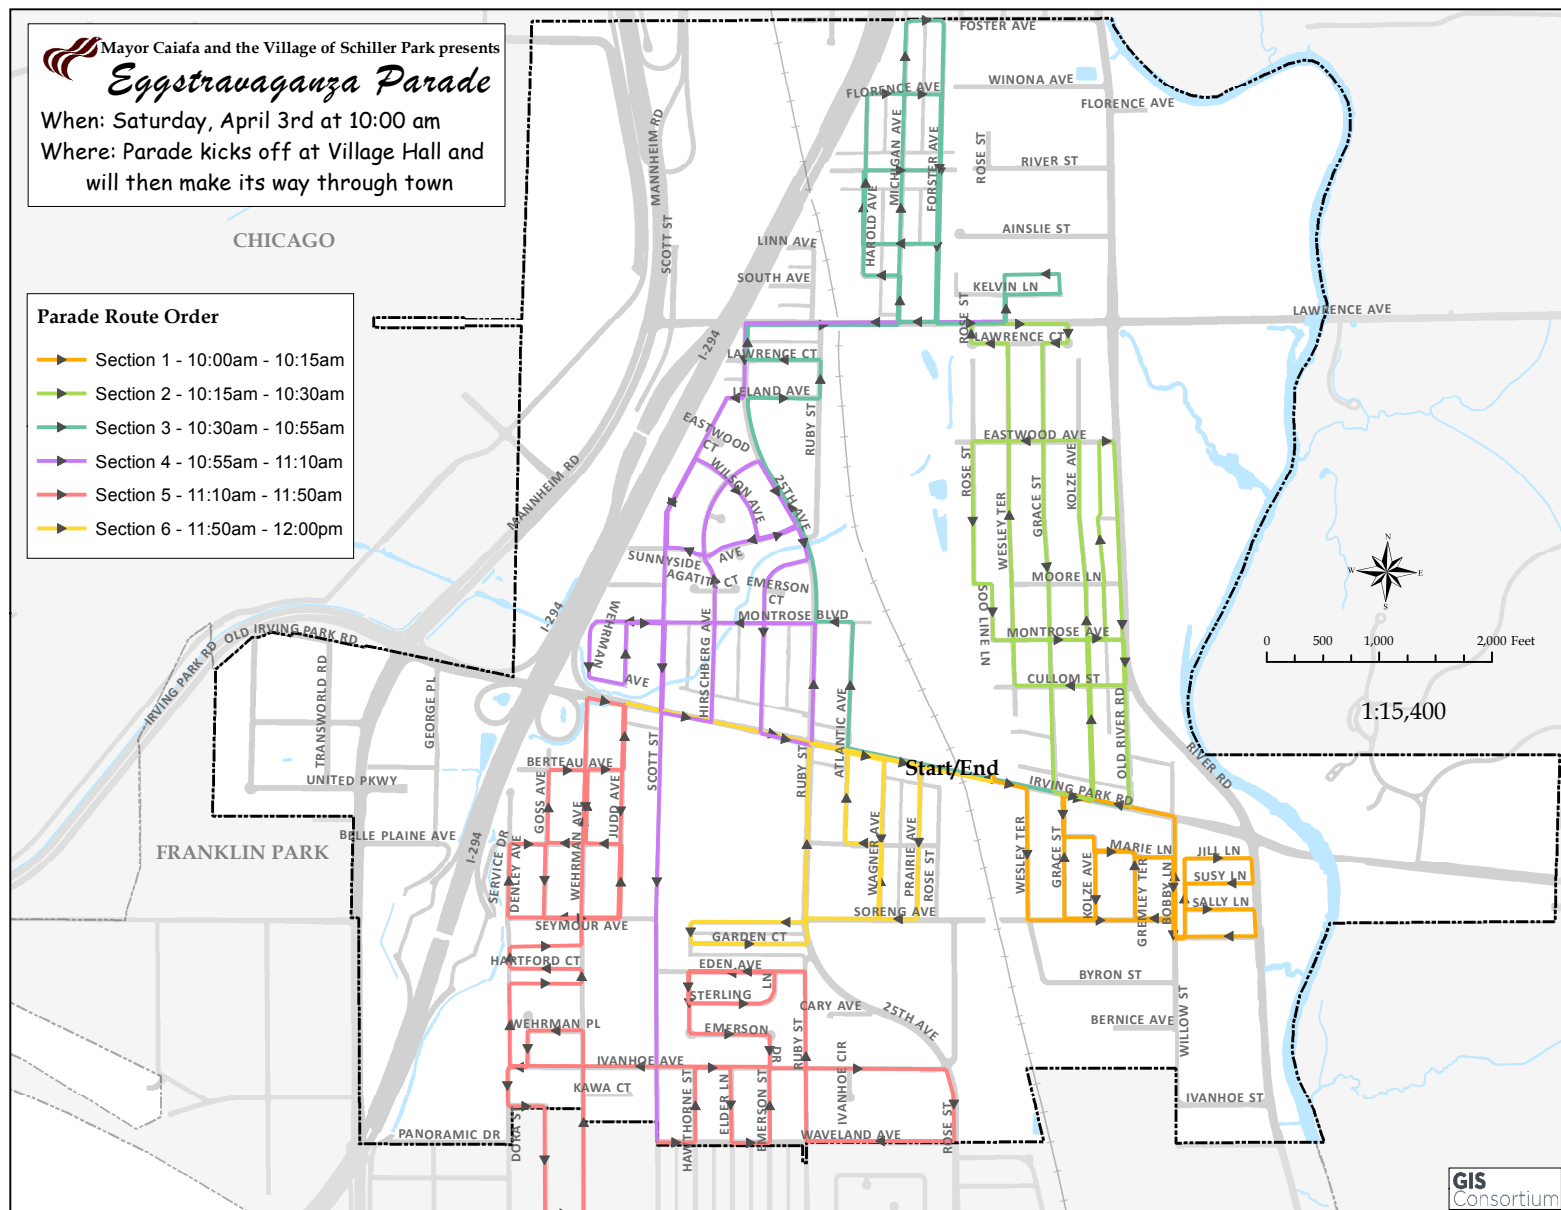 Mayor Caiafa and the Village of Schiller Park presents
Eggstravaganza Parade
When: Saturday, April 3rd at 10:00 am
Where: Parade kicks off at Village Hall and
will then make its way through town
CHICAGO
Parade Route Order
Section 1 - 10:00am - 10:15am
Section 2 - 10:15am - 10:30am
Section 3 - 10:30am - 10:55am
Section 4 - 10:55am - 11:10am
Section 5 - 11:10am - 11:50am
Section 6 - 11:50am - 12:00pm
FOSTER AVE
WINONA AVE
FLORENCE AVE
FLORENCE AVE
MANNHEIM RD
SCOTT ST
MICHIGAN AVE
FORSTER AVE
HAROLD AVE
ROSE ST
RIVER ST
AINSLIE ST
LINN AVE
SOUTH AVE
KELVIN LN
ROSE ST
LAWRENCE AVE
LAWRENCE CT
I-294
LAWRENCE CT
LELAND AVE
EASTWOOD CT
RUBY ST
EASTWOOD AVE
ROSE ST
KOLZE AVE
WILSON AVE
25TH AVE
MANNHEIM RD
WESLEY TER
GRACE ST
SUNNYSIDE AVE
AGATITE CT
EMERSON CT
MOORE LN
SOO LINE LN
I-294
WEHRMAN AVE
MONTROSE BLVD
MONTROSE AVE
HIRSCHBERG AVE
CULLOM ST
OLD IRVING PARK RD
IRVING PARK RD
TRANSWORLD RD
GEORGE PL
UNITED PKWY
BELLE PLAINE AVE
FRANKLIN PARK
I-294
N
W
E
S
0 500 1,000 2,000 Feet
1:15,400
ATLANTIC AVE
OLD RIVER RD
RIVER RD
SCOTT ST
RUBY ST
Start/End
IRVING PARK RD
BERTEAU AVE
GOSS AVE
WEHRMAN AVE
JUDD AVE
SERVICE DR
DENLEY AVE
WAGNER AVE
PRAIRIE AVE
ROSE ST
WESLEY TER
GRACE ST
KOLZE AVE
MARIE LN
GREMLEY TER
BOBBY LN
JILL LN
SUSY LN
SALLY LN
SEYMOUR AVE
SORENG AVE
GARDEN CT
HARTFORD CT
EDEN AVE
STERLING LN
CARY AVE
25TH AVE
BYRON ST
BERNICE AVE
WILLOW ST
WEHRMAN PL
EMERSON DR
RUBY ST
IVANHOE AVE
IVANHOE CIR
KAWA CT
HAWTHORNE ST
ELDER LN
EMERSON ST
IVANHOE ST
PANORAMIC DR
DORA ST
WAVELAND AVE
ROSE ST
GIS
Consortium